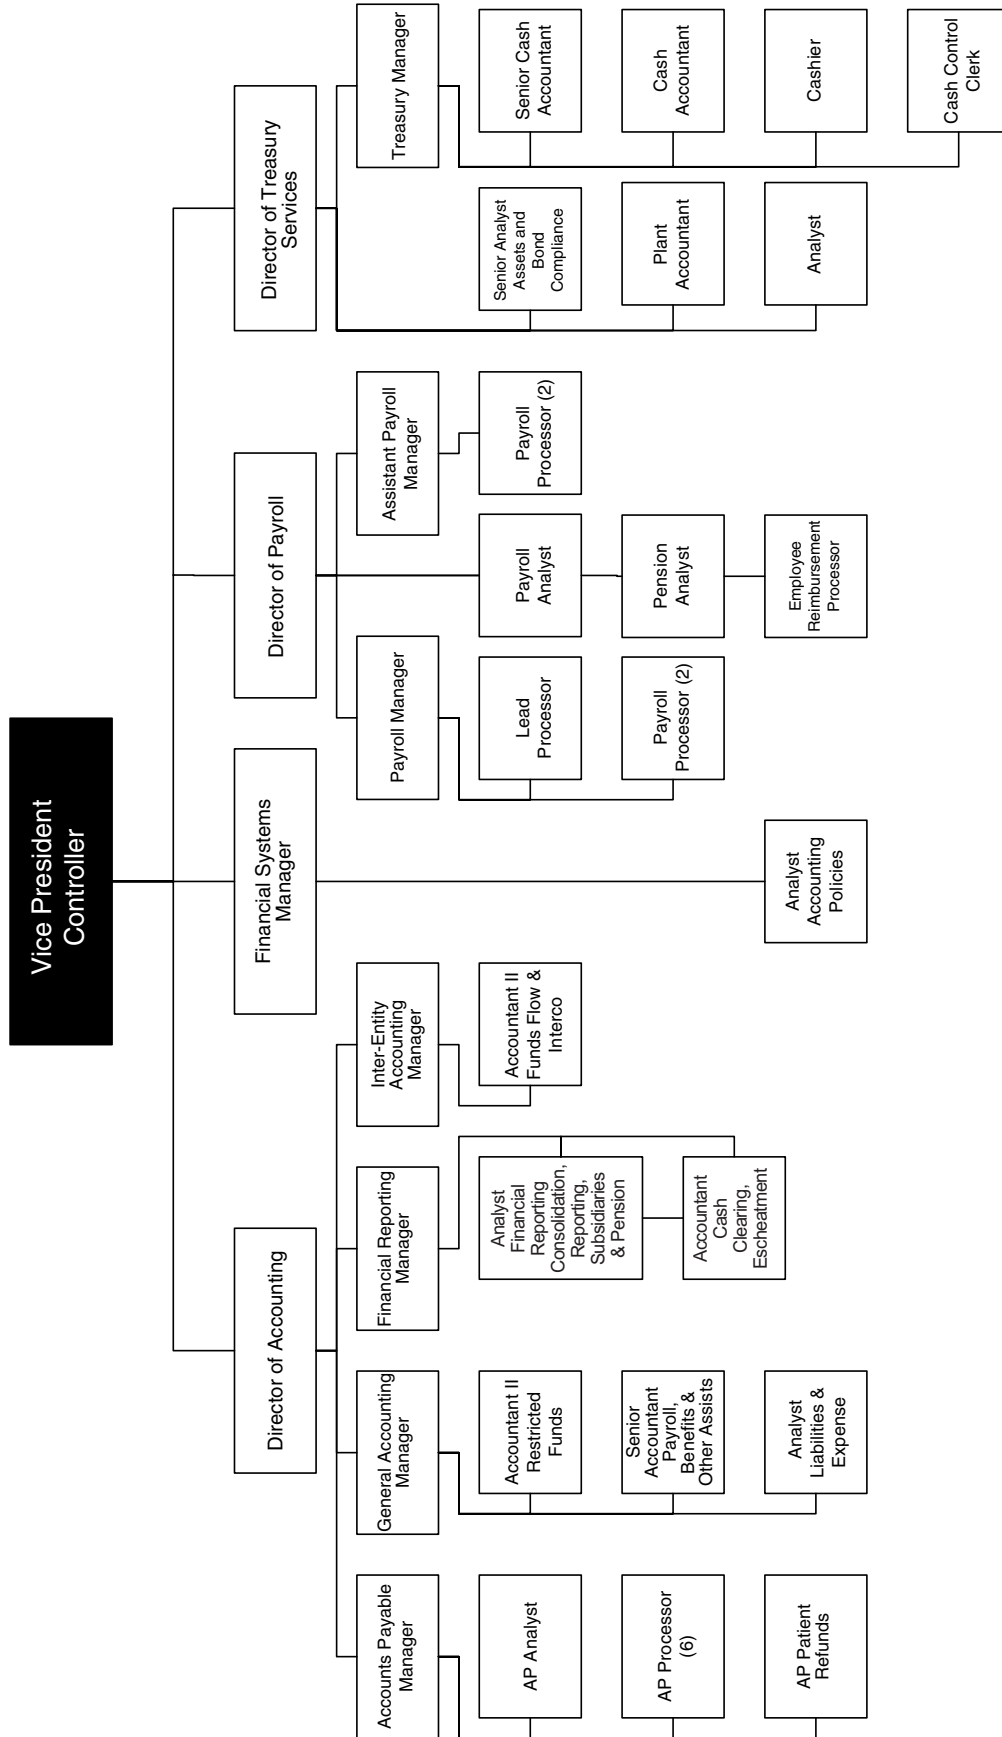 Vice President
Controller
Director of Accounting
Financial Systems
Manager
Director of Payroll
Director of Treasury
Services
Accounts Payable
Manager
General Accounting
Manager
Financial Reporting
Manager
Inter-Entity
Accounting
Manager
Payroll Manager
Assistant Payroll
Manager
Treasury Manager
AP Analyst
AP Processor
(6)
AP Patient
Refunds
Accountant II
Restricted
Funds
Senior
Accountant
Payroll,
Benefits &
Other Assists
Analyst
Liabilities &
Expense
Analyst
Financial
Reporting
Consolidation,
Reporting,
Subsidiaries
& Pension
Accountant
Cash
Clearing,
Escheatment
Accountant II
Funds Flow &
Interco
Analyst
Accounting
Policies
Lead
Processor
Payroll
Processor (2)
Payroll
Analyst
Pension
Analyst
Employee
Reimbursement
Processor
Payroll
Processor (2)
Senior Analyst
Assets and
Bond
Compliance
Plant
Accountant
Analyst
Senior Cash
Accountant
Cash
Accountant
Cashier
Cash Control
Clerk